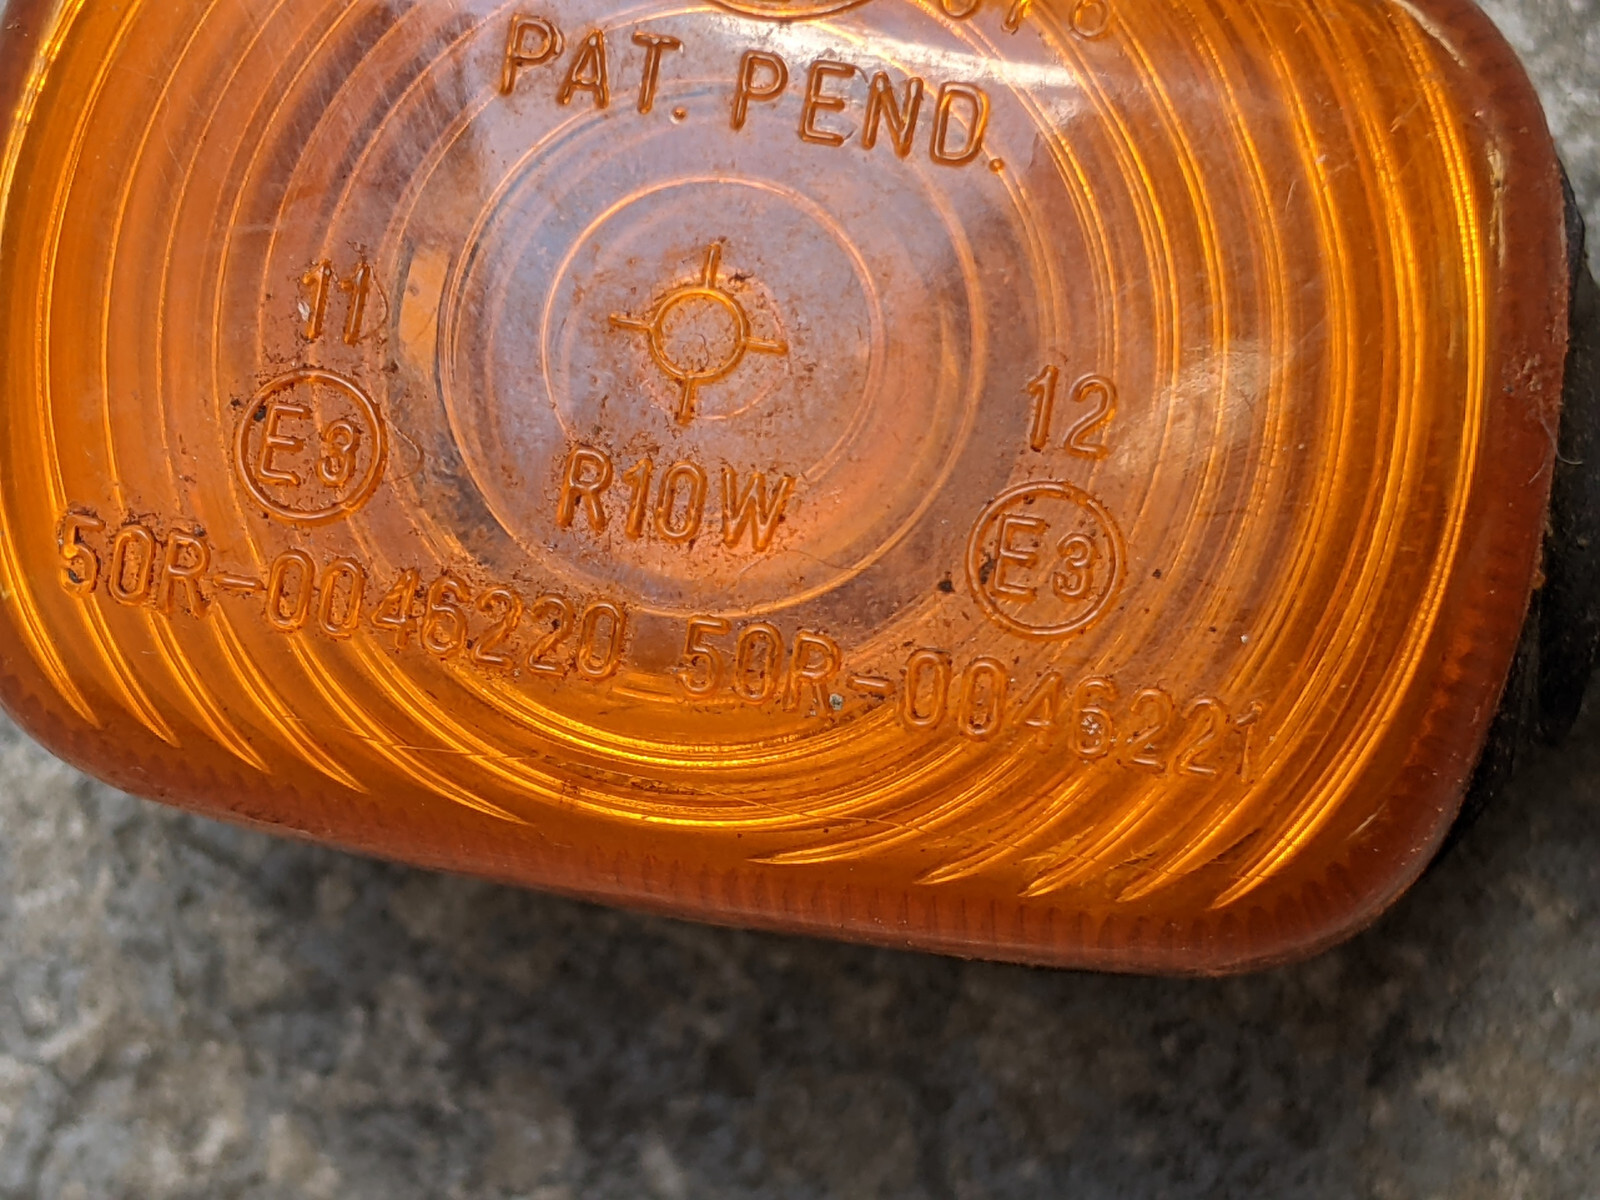 PAT. PEND.
11
12
E3
R10W
E3
50R-0046220 50R-0046221